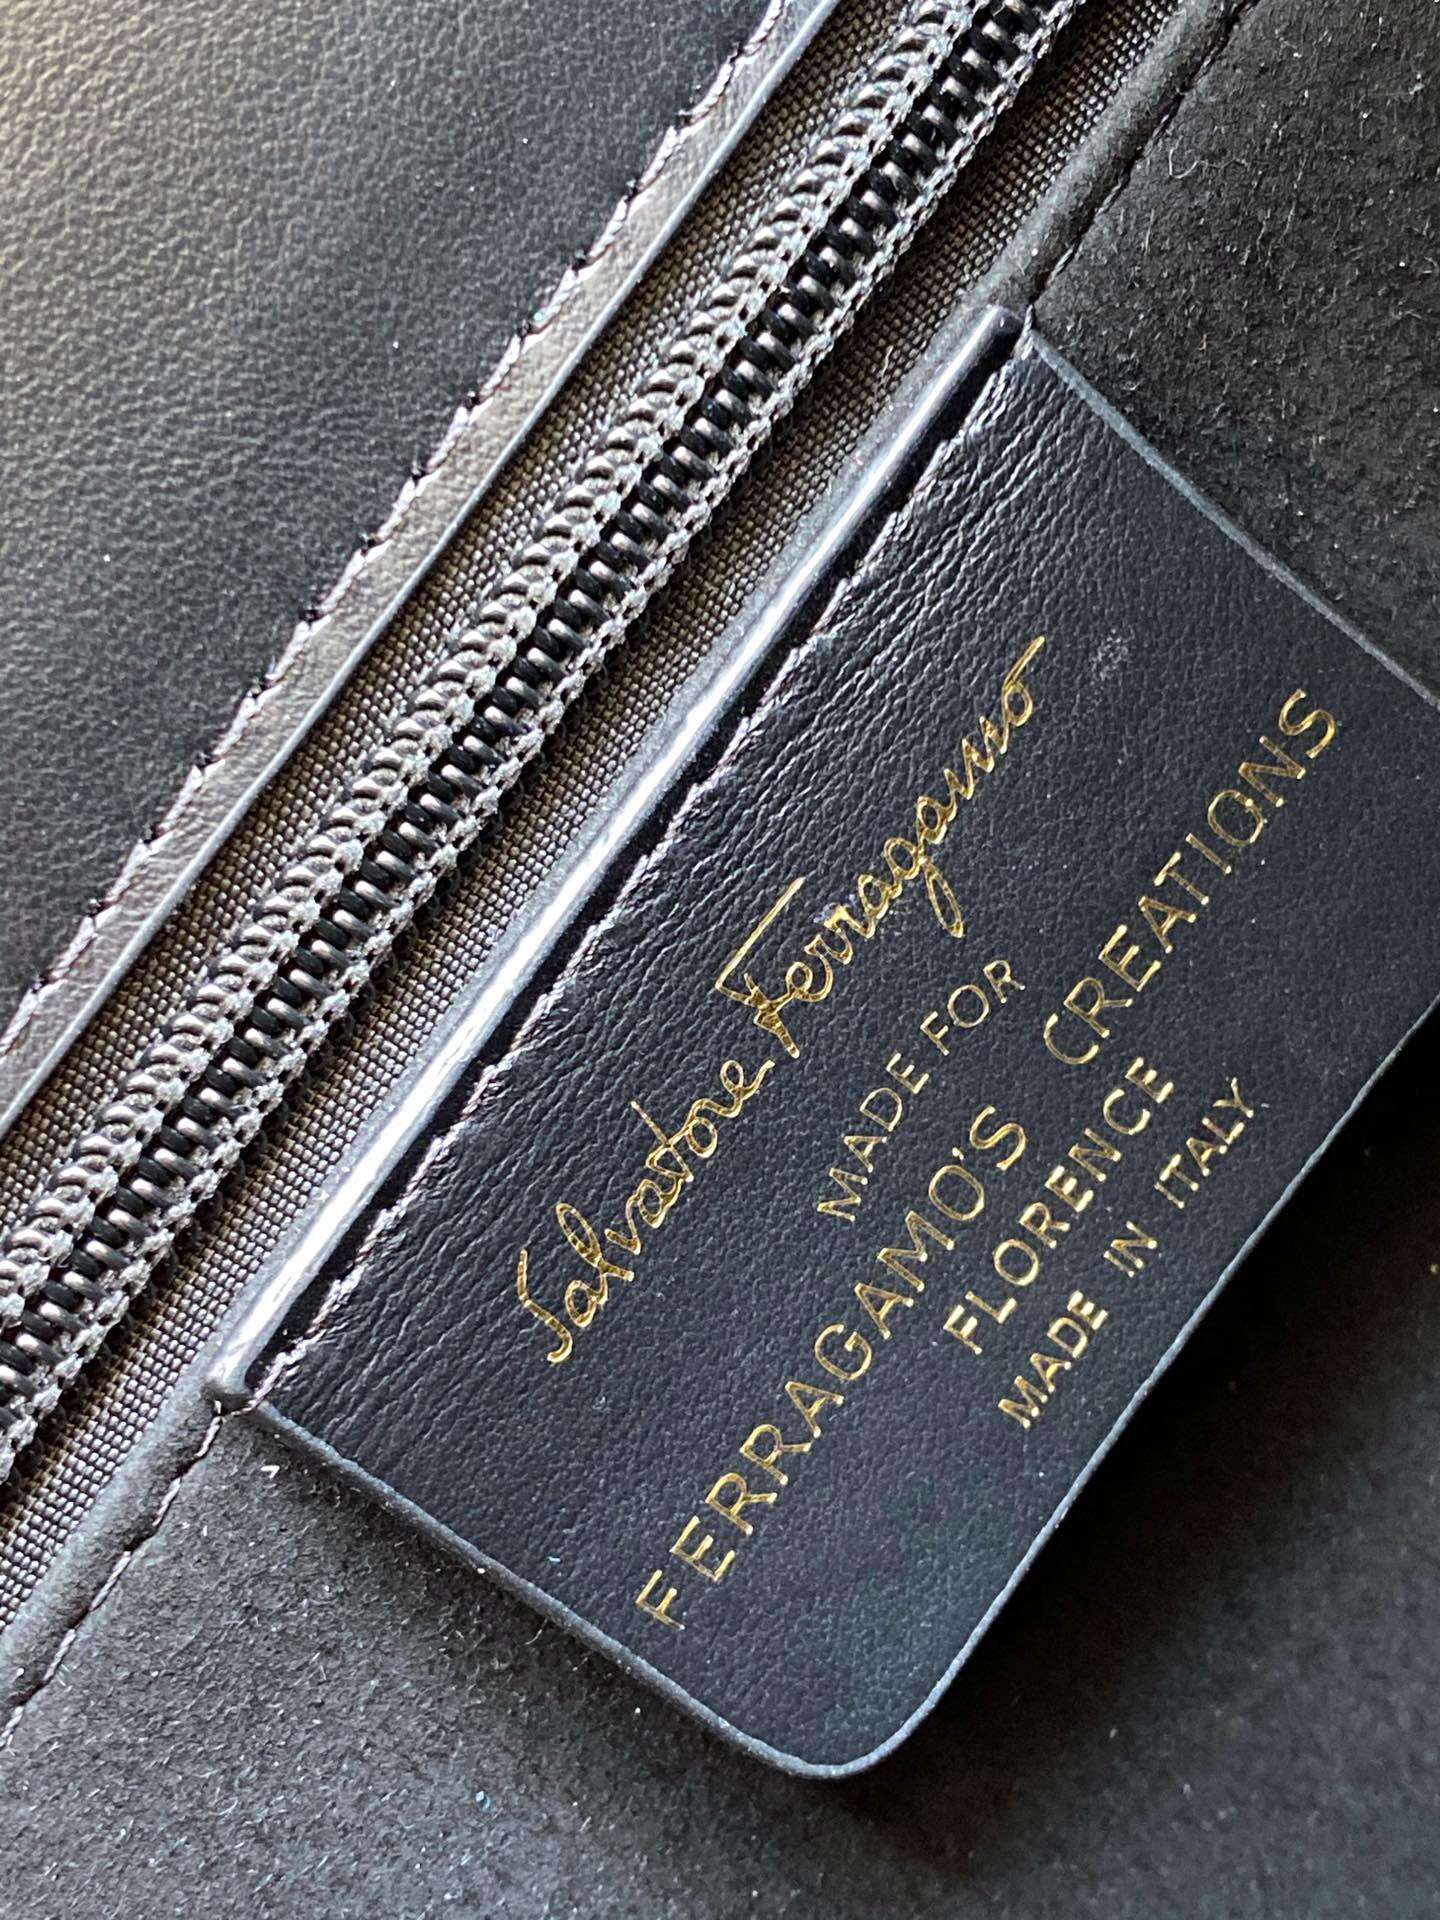 Salvatore Ferragamo
MADE FOR
FERRAGAMO'S CREATIONS
FLORENCE
MADE IN ITALY